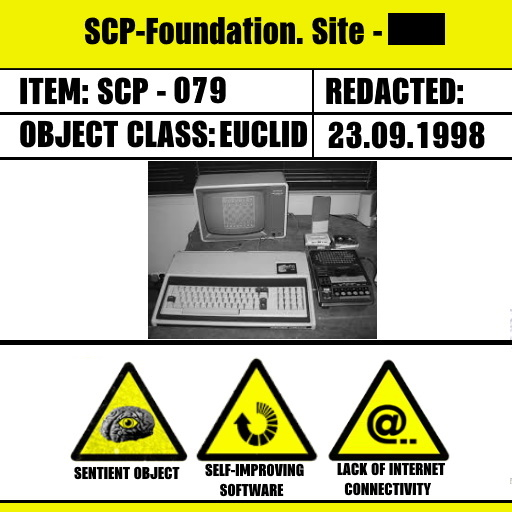 SCP-Foundation. Site -
ITEM: SCP - 079
REDACTED:
OBJECT CLASS: EUCLID
23.09.1998
@..
SENTIENT OBJECT
SELF-IMPROVING
SOFTWARE
LACK OF INTERNET
CONNECTIVITY